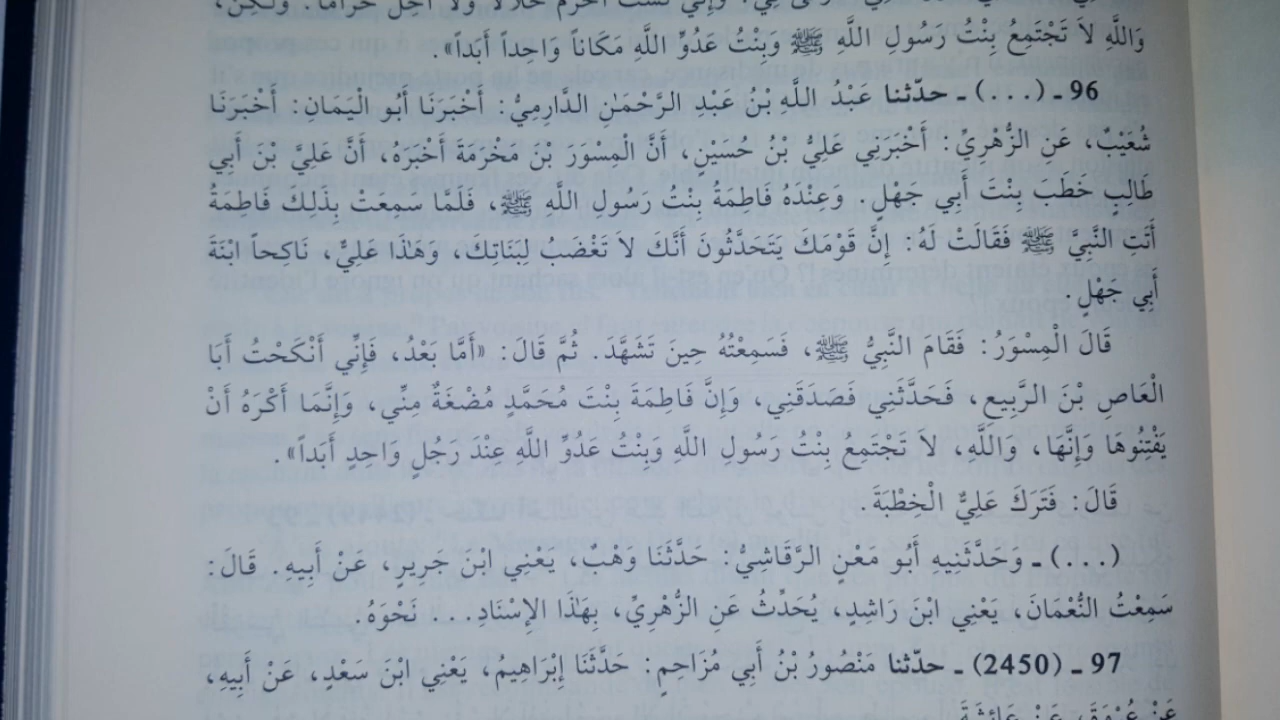 وَاللَّهِ لاَ تَجْتَمِعُ بِنْتُ رَسُولِ اللَّهِ ﷺ وَبِنْتُ عَدُوِّ اللَّهِ مَكَاناً وَاحِداً أَبَداً».
96 ـ (...) ـ حدّثنا عَبْدُ اللَّهِ بْنُ عَبْدِ الرَّحْمَٰنِ الدَّارِمِيُّ: أَخْبَرَنَا أَبُو الْيَمَانِ: أَخْبَرَنَا
شُعَيْبٌ، عَنِ الزُّهْرِيِّ: أَخْبَرَنِي عَلِيُّ بْنُ حُسَيْنٍ، أَنَّ الْمِسْوَرَ بْنَ مَخْرَمَةَ أَخْبَرَهُ، أَنَّ عَلِيَّ بْنَ أَبِي
طَالِبٍ خَطَبَ بِنْتَ أَبِي جَهْلٍ. وَعِنْدَهُ فَاطِمَةُ بِنْتُ رَسُولِ اللَّهِ ﷺ، فَلَمَّا سَمِعَتْ بِذَلِكَ فَاطِمَةُ
أَتَتِ النَّبِيَّ ﷺ فَقَالَتْ لَهُ: إِنَّ قَوْمَكَ يَتَحَدَّثُونَ أَنَّكَ لاَ تَغْضَبُ لِبَنَاتِكَ، وَهَٰذَا عَلِيٌّ، نَاكِحاً ابْنَةَ
أَبِي جَهْلٍ.
قَالَ الْمِسْوَرُ: فَقَامَ النَّبِيُّ ﷺ، فَسَمِعْتُهُ حِينَ تَشَهَّدَ. ثُمَّ قَالَ: «أَمَّا بَعْدُ، فَإِنِّي أَنْكَحْتُ أَبَا
الْعَاصِ بْنَ الرَّبِيعِ، فَحَدَّثَنِي فَصَدَقَنِي، وَإِنَّ فَاطِمَةَ بِنْتَ مُحَمَّدٍ مُضْغَةٌ مِنِّي، وَإِنَّمَا أَكْرَهُ أَنْ
يَفْتِنُوهَا وَإِنَّهَا، وَاللَّهِ، لاَ تَجْتَمِعُ بِنْتُ رَسُولِ اللَّهِ وَبِنْتُ عَدُوِّ اللَّهِ عِنْدَ رَجُلٍ وَاحِدٍ أَبَداً».
قَالَ: فَتَرَكَ عَلِيٌّ الْخِطْبَةَ.
(...) ـ وَحَدَّثَنِيهِ أَبُو مَعْنٍ الرَّقَاشِيُّ: حَدَّثَنَا وَهْبٌ، يَعْنِي ابْنَ جَرِيرٍ، عَنْ أَبِيهِ. قَالَ:
سَمِعْتُ النُّعْمَانَ، يَعْنِي ابْنَ رَاشِدٍ، يُحَدِّثُ عَنِ الزُّهْرِيِّ، بِهَٰذَا الإِسْنَادِ... نَحْوَهُ.
97 ـ (2450) ـ حدّثنا مَنْصُورُ بْنُ أَبِي مُزَاحِمٍ: حَدَّثَنَا إِبْرَاهِيمُ، يَعْنِي ابْنَ سَعْدٍ، عَنْ أَبِيهِ،